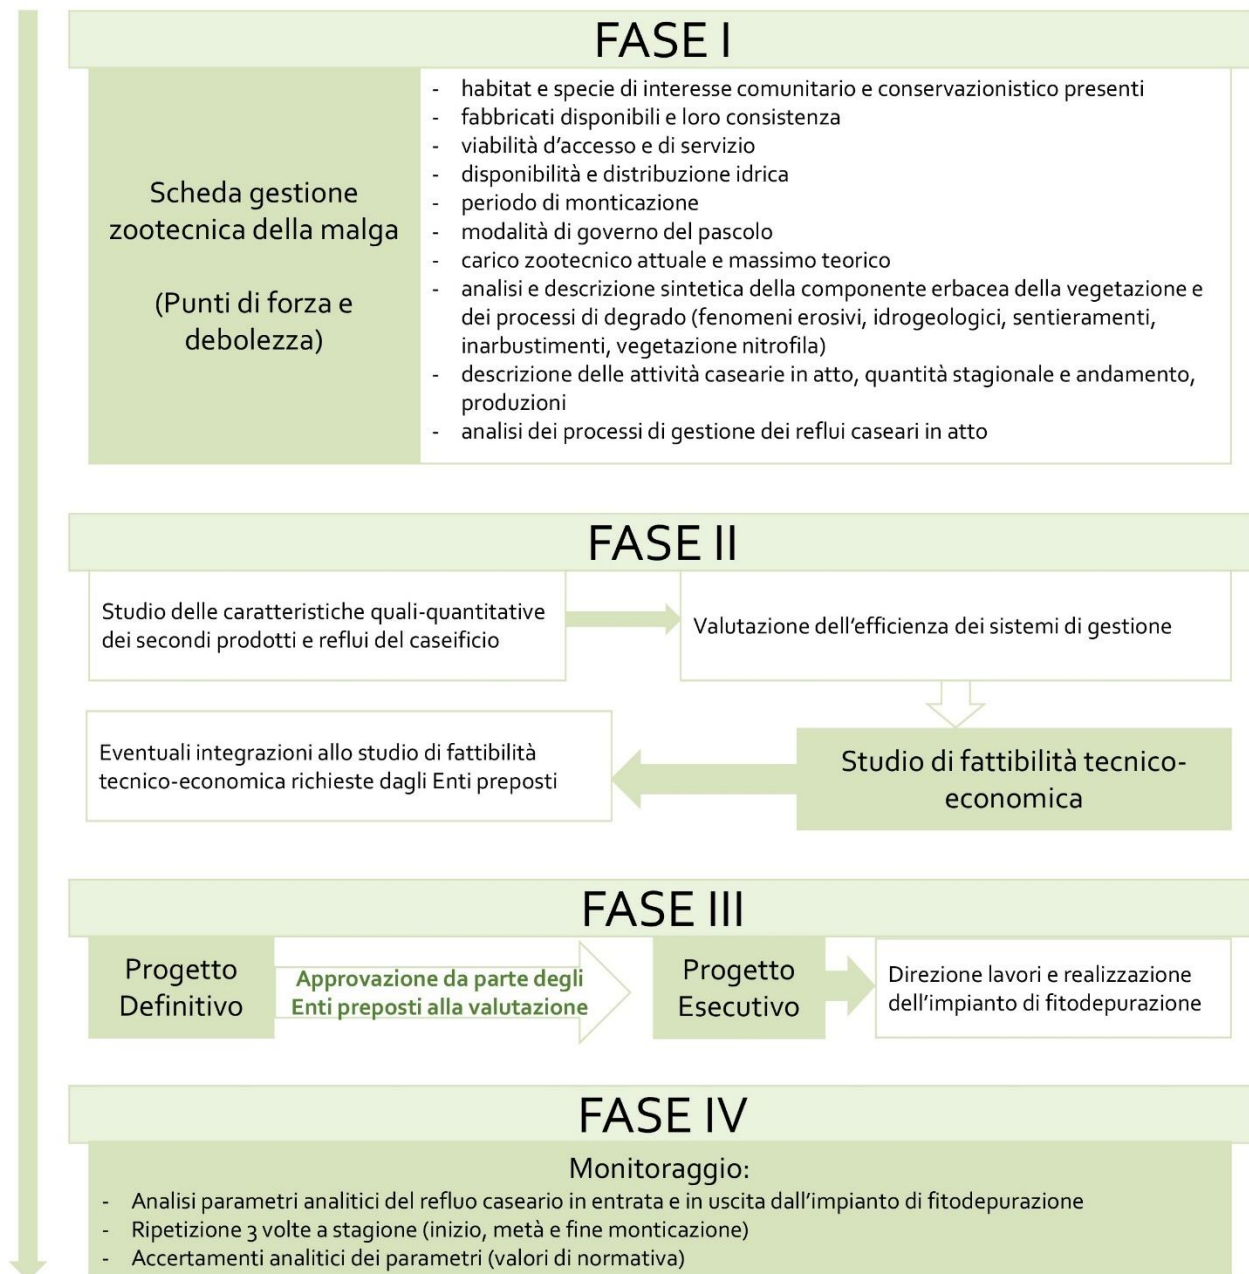 FASE I
Scheda gestione
zootecnica della malga
(Punti di forza e
debolezza)
- habitat e specie di interesse comunitario e conservazionistico presenti
- fabbricati disponibili e loro consistenza
- viabilità d’accesso e di servizio
- disponibilità e distribuzione idrica
- periodo di monticazione
- modalità di governo del pascolo
- carico zootecnico attuale e massimo teorico
- analisi e descrizione sintetica della componente erbacea della vegetazione e
dei processi di degrado (fenomeni erosivi, idrogeologici, sentieramenti,
inarbustimenti, vegetazione nitrofila)
- descrizione delle attività casearie in atto, quantità stagionale e andamento,
produzioni
- analisi dei processi di gestione dei reflui caseari in atto
FASE II
Studio delle caratteristiche quali-quantitative
dei secondi prodotti e reflui del caseificio
Valutazione dell’efficienza dei sistemi di gestione
Studio di fattibilità tecnico-
economica
Eventuali integrazioni allo studio di fattibilità
tecnico-economica richieste dagli Enti preposti
FASE III
Progetto
Definitivo
Approvazione da parte degli
Enti preposti alla valutazione
Progetto
Esecutivo
Direzione lavori e realizzazione
dell’impianto di fitodepurazione
FASE IV
Monitoraggio:
- Analisi parametri analitici del refluo caseario in entrata e in uscita dall’impianto di fitodepurazione
- Ripetizione 3 volte a stagione (inizio, metà e fine monticazione)
- Accertamenti analitici dei parametri (valori di normativa)